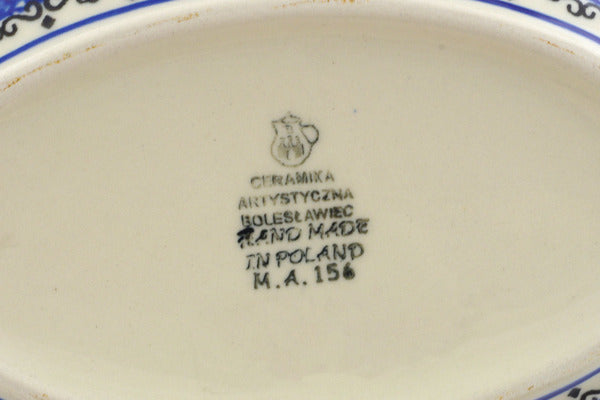 CERAMIKA
ARTYSTYCZNA
BOLESŁAWIEC
HAND MADE
IN POLAND
M.A. 156